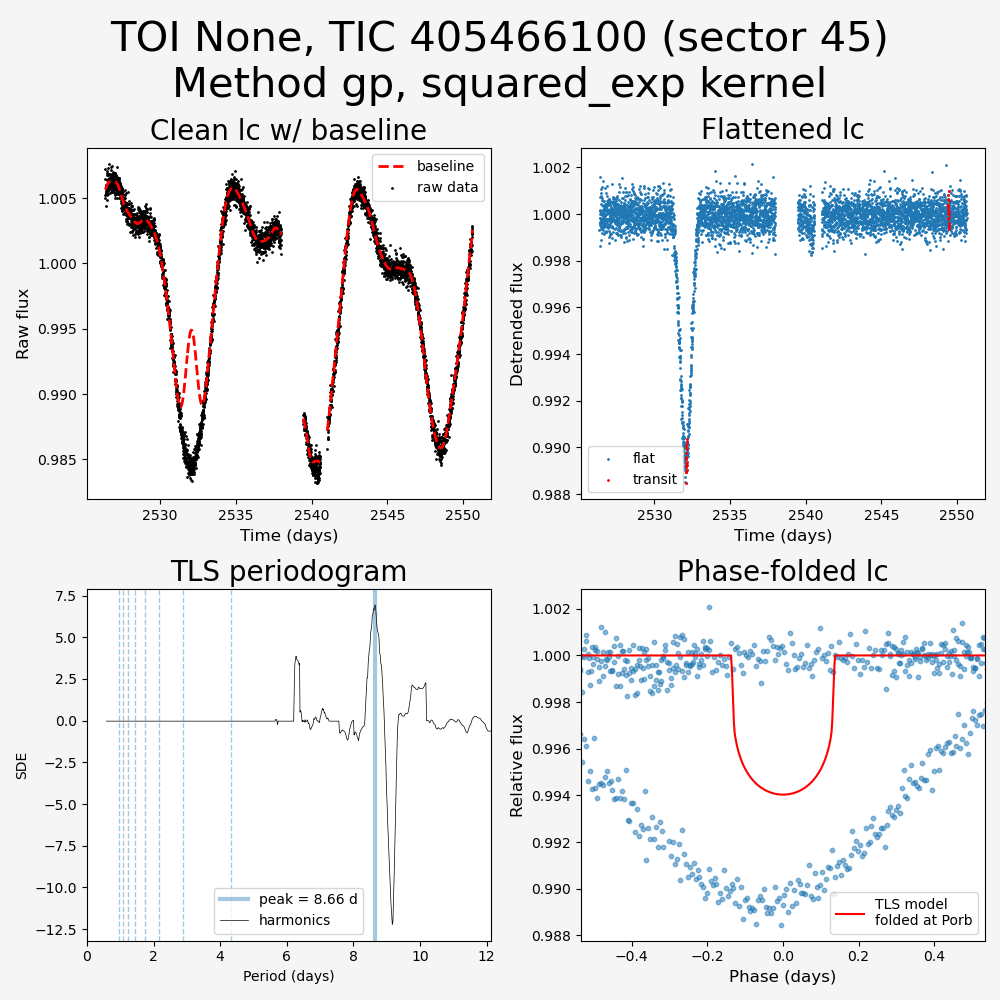 TOI None, TIC 405466100 (sector 45)
Method gp, squared_exp kernel
Clean lc w/ baseline
baseline
raw data
1.005
1.000
0.995
0.990
0.985
Raw flux
2530
2535
2540
2545
2550
Time (days)
Flattened lc
1.002
1.000
0.998
0.996
0.994
0.992
0.990
0.988
Detrended flux
flat
transit
2530
2535
2540
2545
2550
Time (days)
TLS periodogram
7.5
5.0
2.5
0.0
−2.5
−5.0
−7.5
−10.0
−12.5
SDE
peak = 8.66 d
harmonics
0
2
4
6
8
10
12
Period (days)
Phase-folded lc
1.002
1.000
0.998
0.996
0.994
0.992
0.990
0.988
Relative flux
TLS model
folded at Porb
−0.4
−0.2
0.0
0.2
0.4
Phase (days)